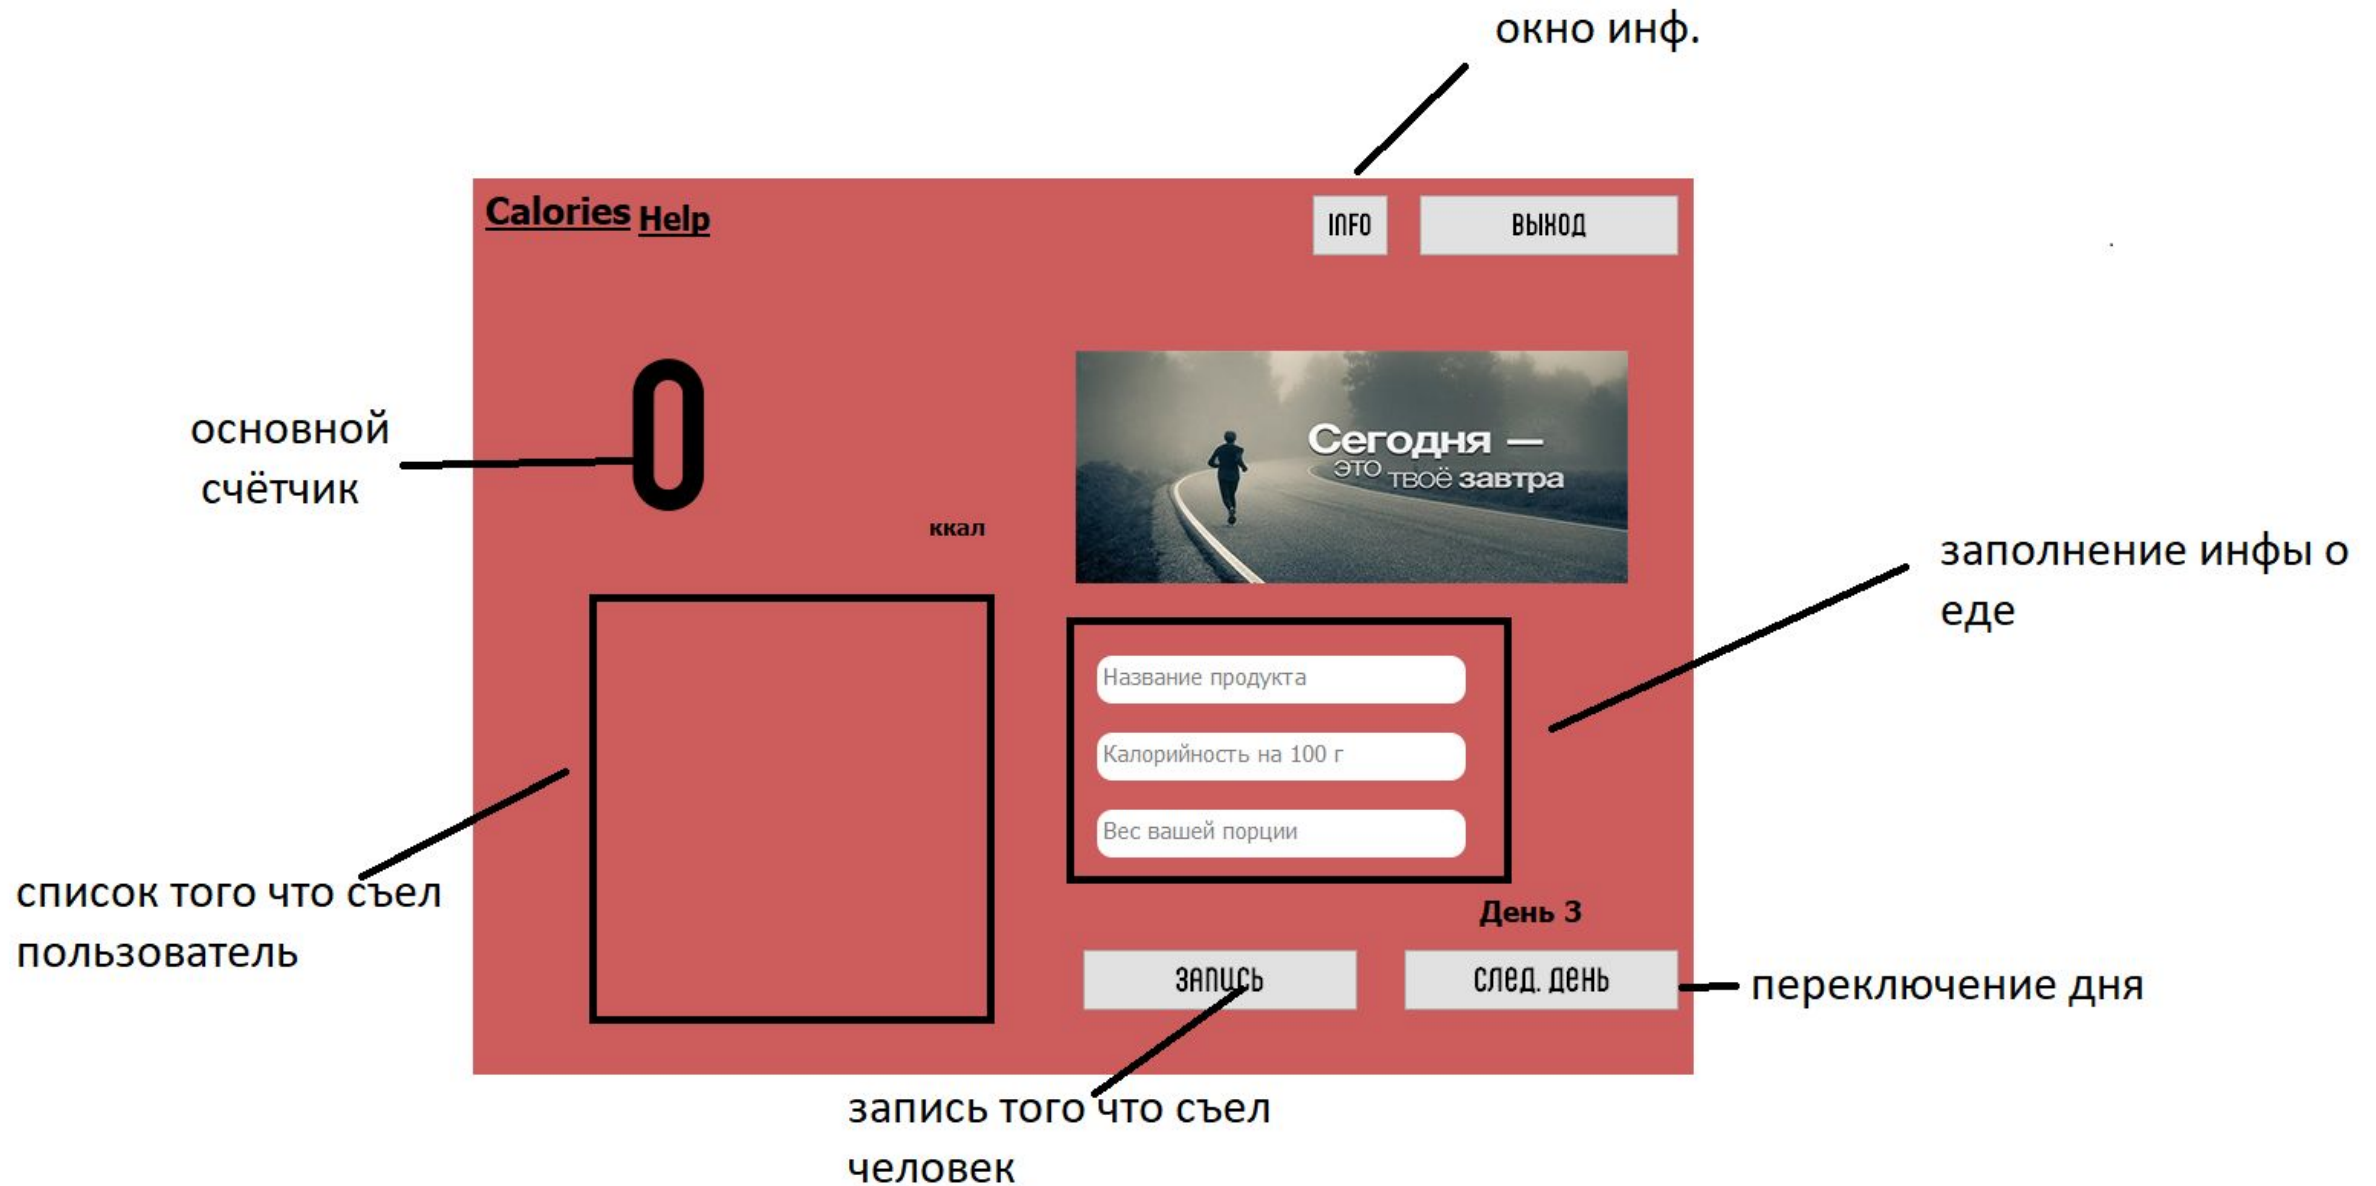 окно инф.
Calories Help
INFO
ВЫХОД
основной
счётчик
0
ккал
Сегодня —
это твоё завтра
заполнение инфы о
еде
Название продукта
Калорийность на 100 г
Вес вашей порции
список того что съел
пользователь
День 3
ЗАПИСЬ
СЛЕД. ДЕНЬ
переключение дня
запись того что съел
человек